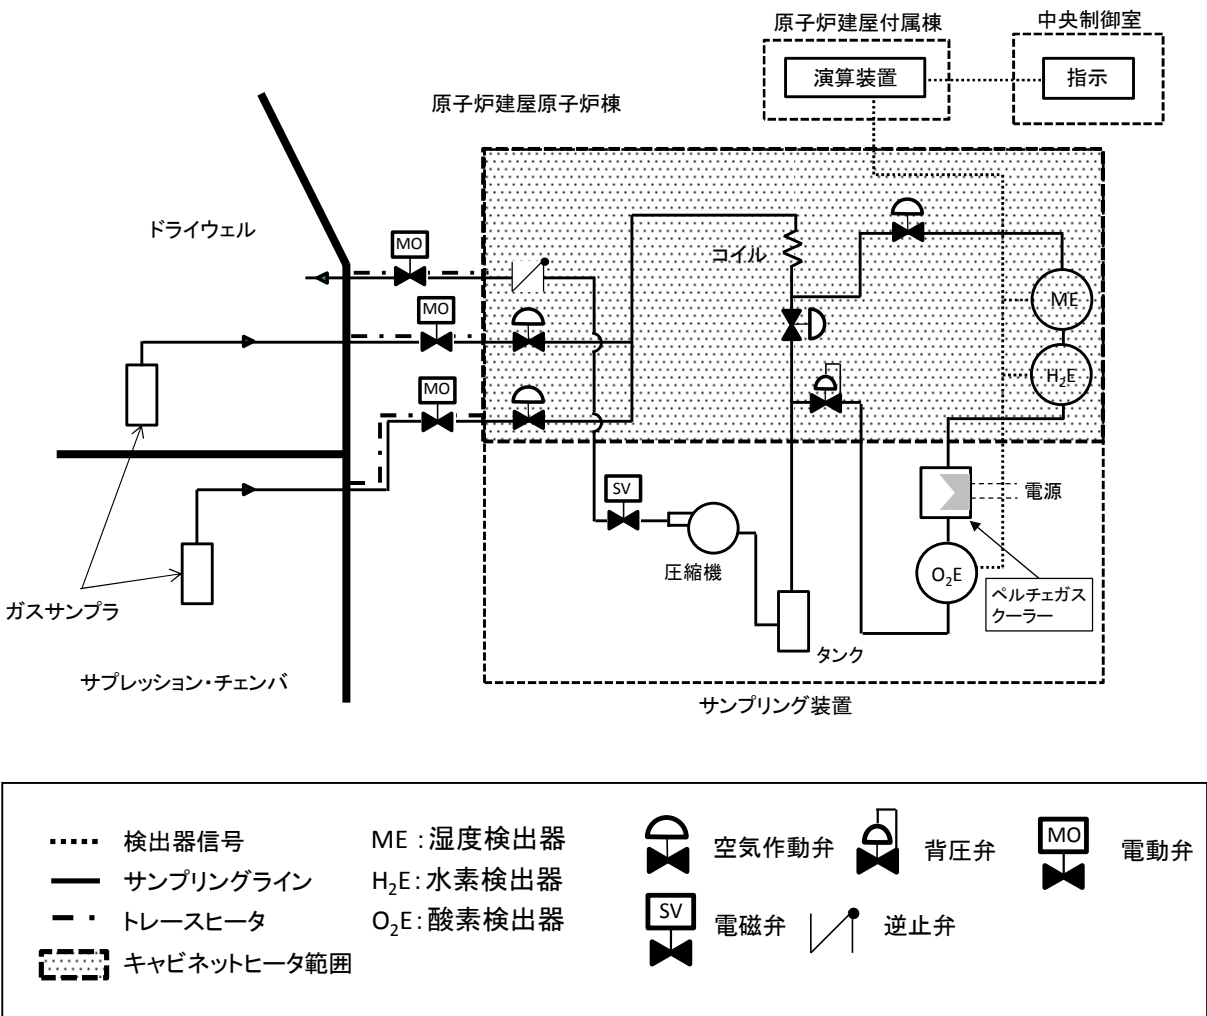 原子炉建屋付属棟
中央制御室
演算装置
指示
原子炉建屋原子炉棟
ドライウェル
MO
コイル
ME
MO
H₂E
MO
SV
電源
圧縮機
O₂E
ペルチェガス
クーラー
ガスサンプラ
タンク
サプレッション・チェンバ
サンプリング装置
検出器信号
サンプリングライン
トレースヒータ
キャビネットヒータ範囲
ME：湿度検出器
H₂E：水素検出器
O₂E：酸素検出器
空気作動弁
背圧弁
MO
電動弁
SV
電磁弁
逆止弁